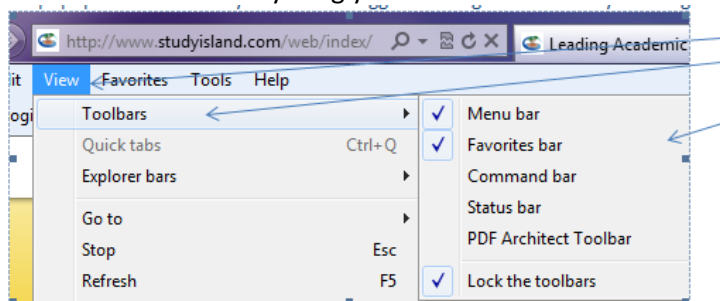 http://www.studyisland.com/web/index/ Leading Academic
it View Favorites Tools Help
ogi
Toolbars
Quick tabs Ctrl+Q
Explorer bars
Go to
Stop Esc
Refresh F5
Menu bar
Favorites bar
Command bar
Status bar
PDF Architect Toolbar
Lock the toolbars